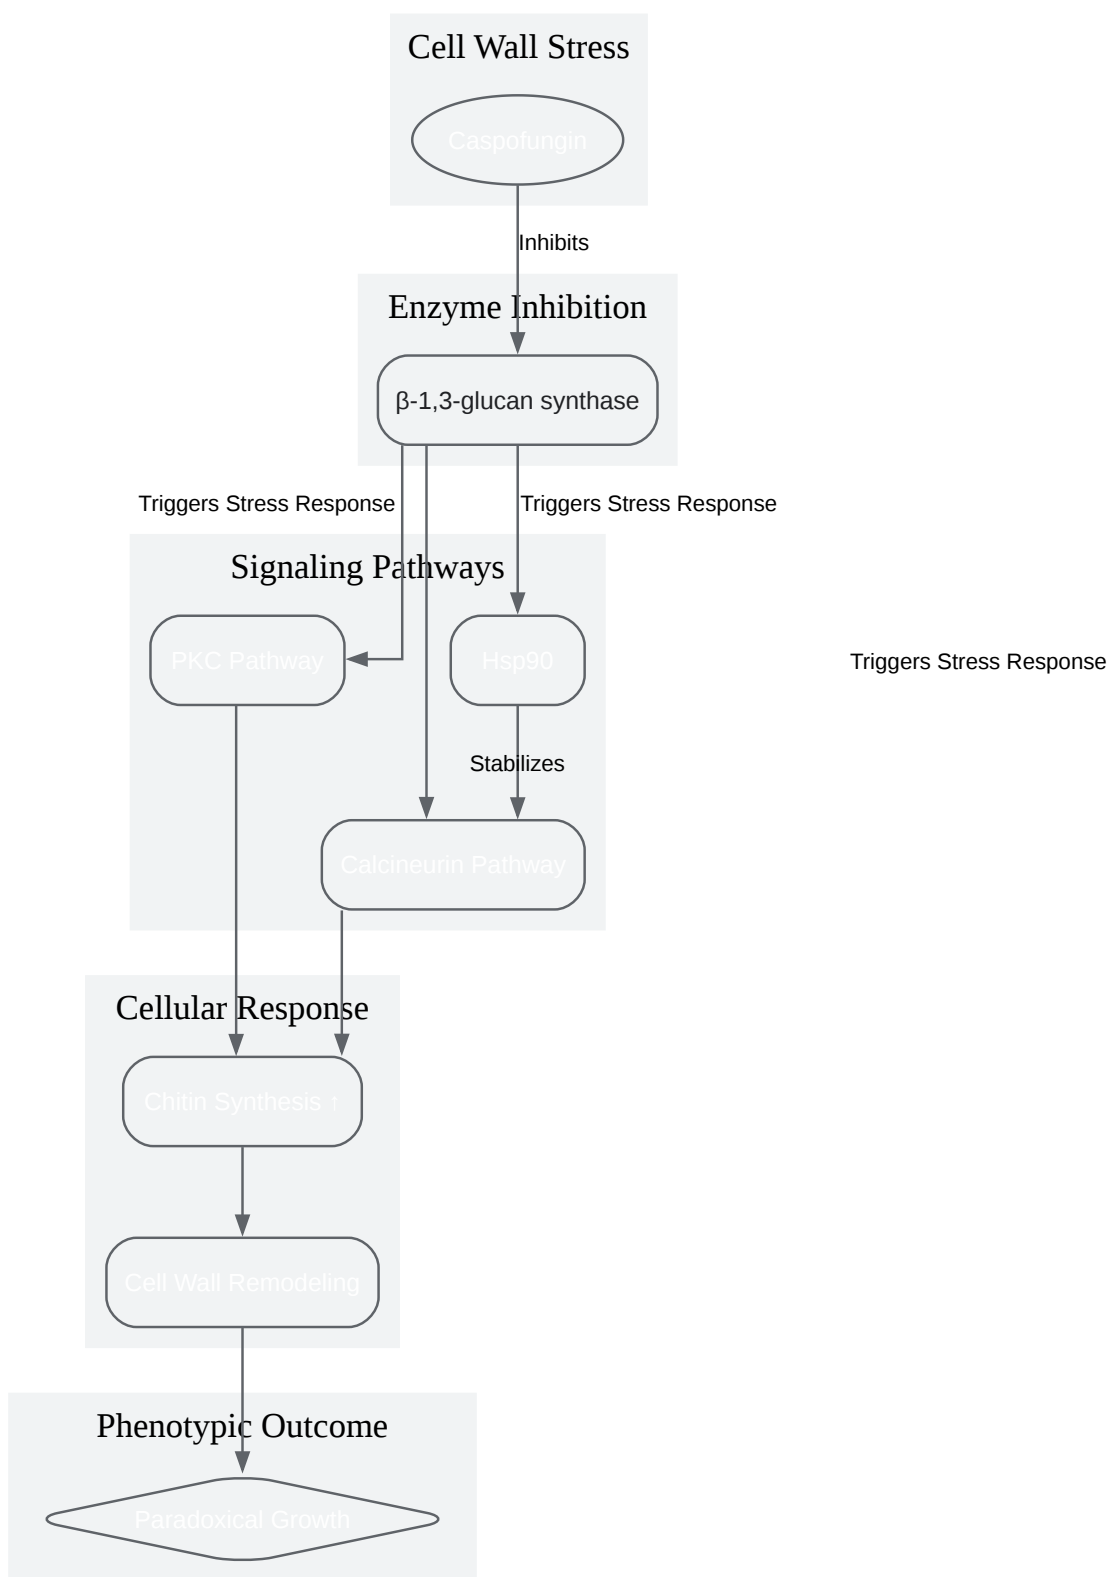 Cell Wall Stress
Caspofungin
Inhibits
Enzyme Inhibition
β-1,3-glucan synthase
Triggers Stress Response
Triggers Stress Response
Signaling Pathways
PKC Pathway
Hsp90
Triggers Stress Response
Stabilizes
Calcineurin Pathway
Cellular Response
Chitin Synthesis ↑
Cell Wall Remodeling
Phenotypic Outcome
Paradoxical Growth